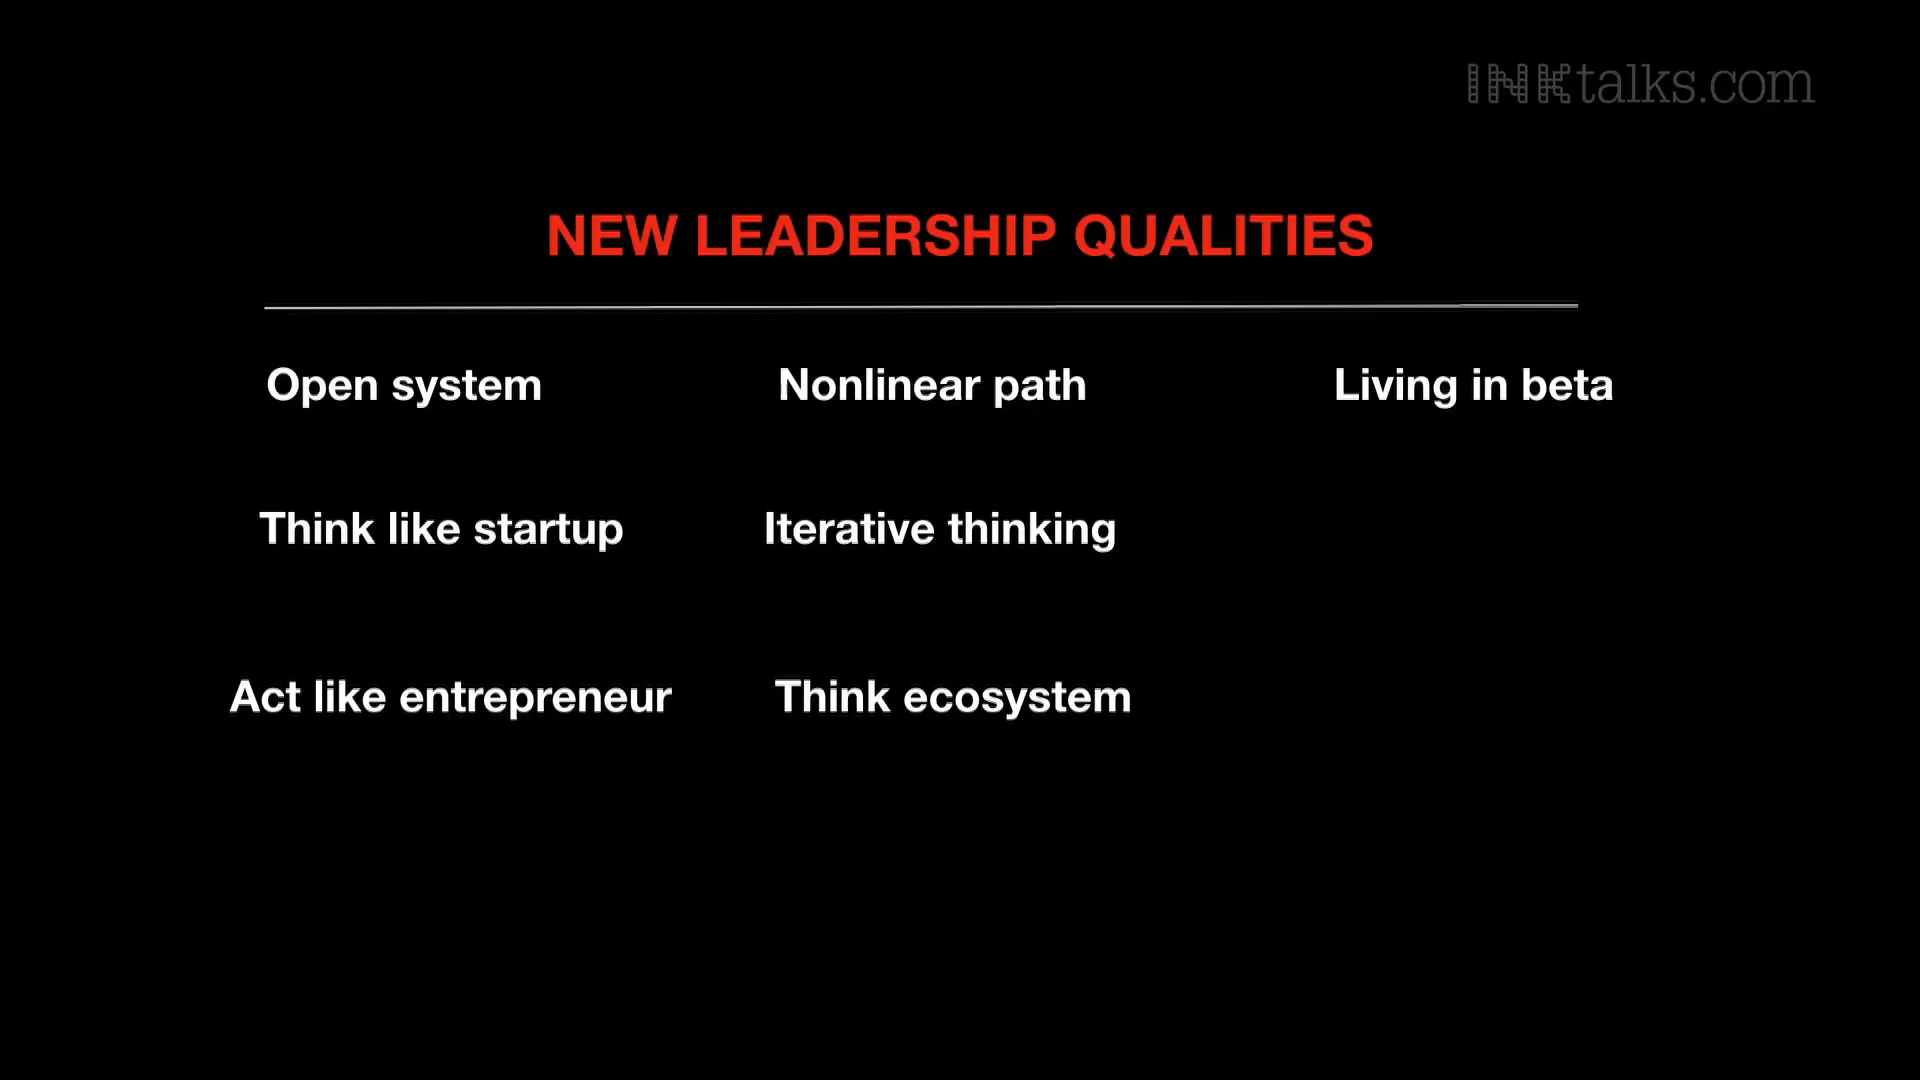 INKtalks.com
NEW LEADERSHIP QUALITIES
Open system Nonlinear path Living in beta
Think like startup Iterative thinking
Act like entrepreneur Think ecosystem